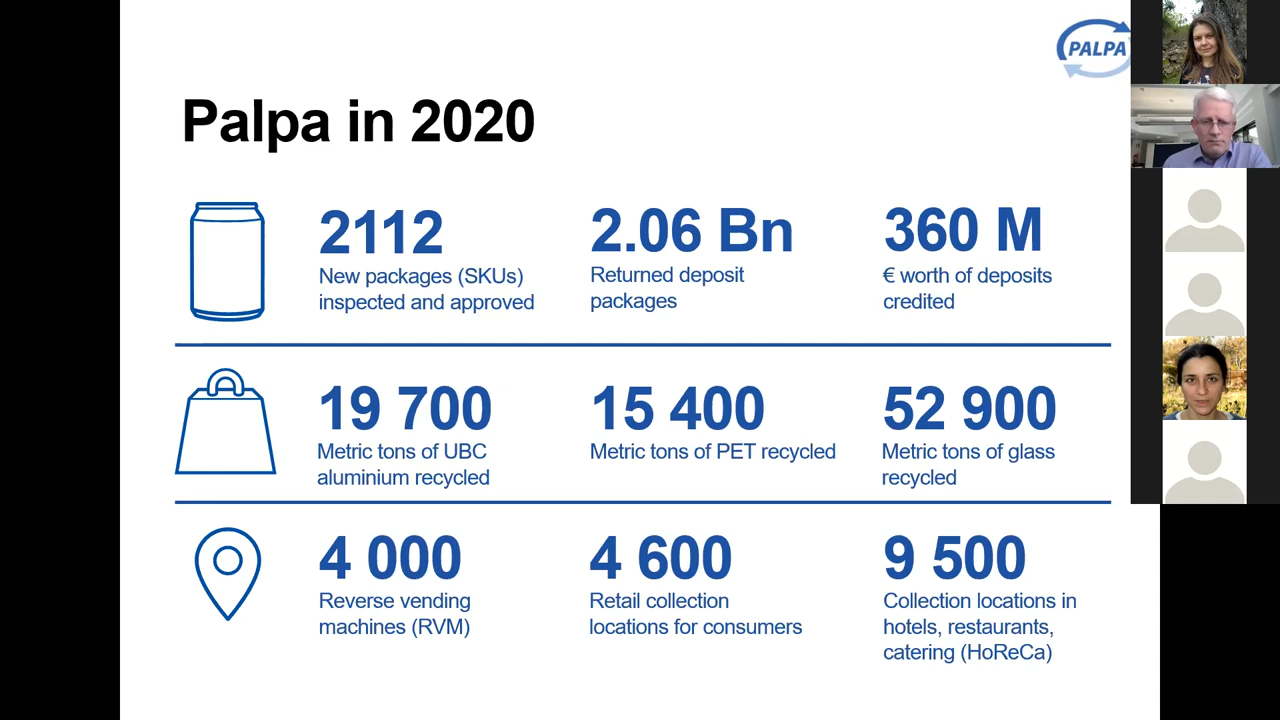 PALPA
Palpa in 2020
2112
New packages (SKUs)
inspected and approved
2.06 Bn
Returned deposit
packages
360 M
€ worth of deposits
credited
19 700
Metric tons of UBC
aluminium recycled
15 400
Metric tons of PET recycled
52 900
Metric tons of glass
recycled
4 000
Reverse vending
machines (RVM)
4 600
Retail collection
locations for consumers
9 500
Collection locations in
hotels, restaurants,
catering (HoReCa)